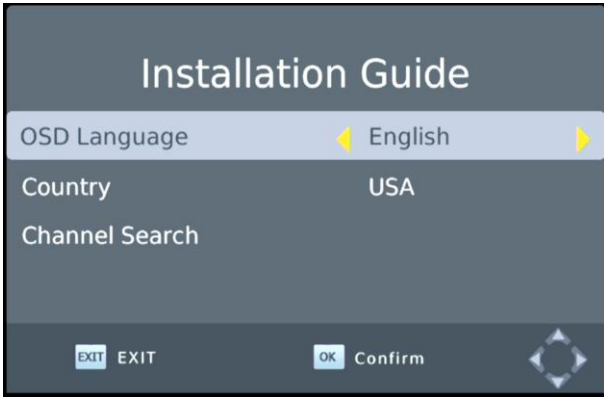 Installation Guide
OSD Language English
Country USA
Channel Search
EXIT EXIT OK Confirm